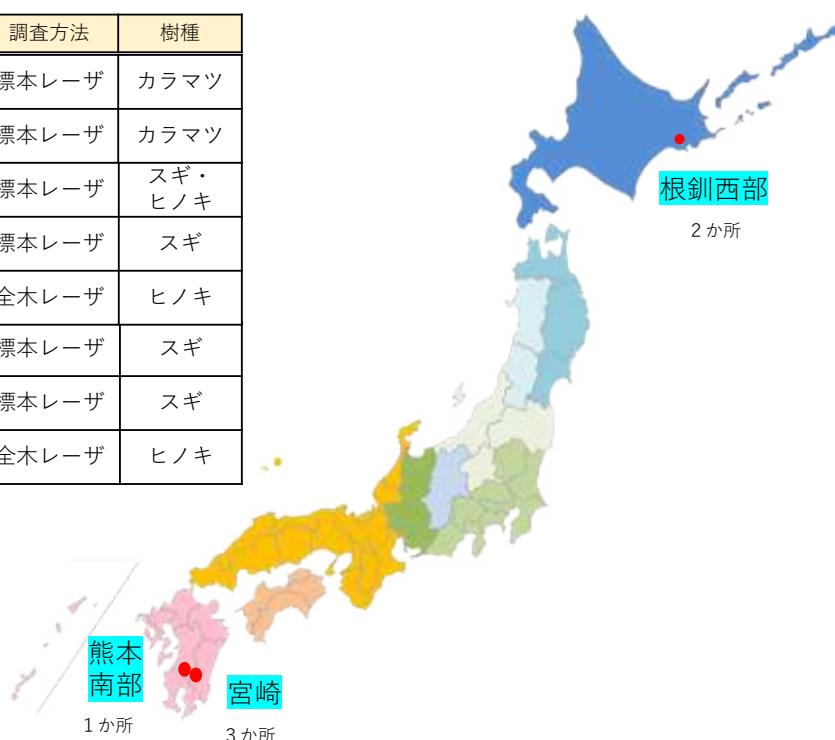 調査方法 樹種
標本レーザ カラマツ
標本レーザ カラマツ
標本レーザ スギ・
ヒノキ
標本レーザ スギ
全木レーザ ヒノキ
標本レーザ スギ
標本レーザ スギ
全木レーザ ヒノキ
根釧西部
2か所
熊本
南部
1か所
宮崎
3か所